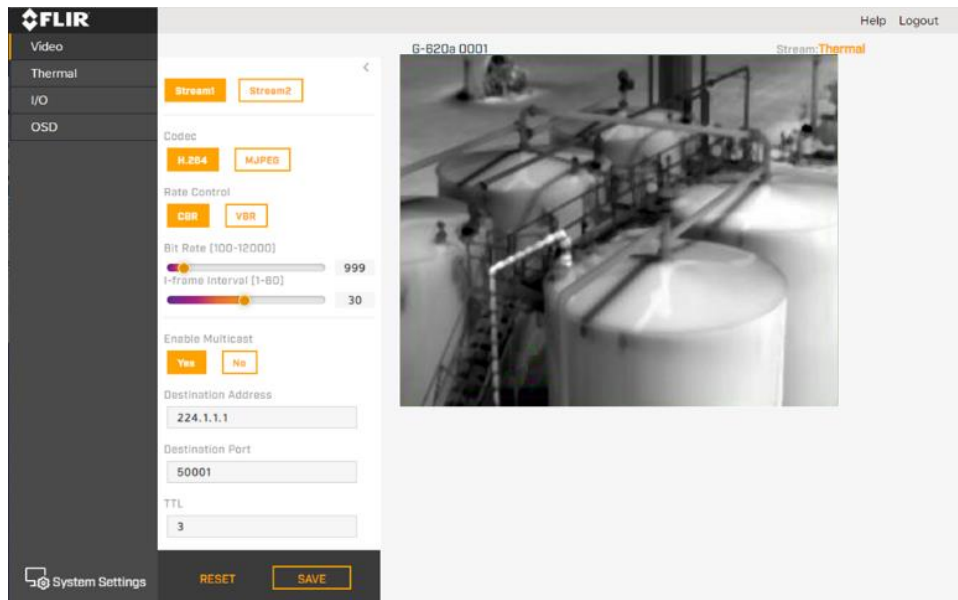 FLIR
Help Logout
Video
Thermal
I/O
OSD
G-620a 0001
Stream:Thermal
<
Stream1 Stream2
Codec
H.264 MJPEG
Rate Control
CBR VBR
Bit Rate (100-12000)
999
I-frame Interval (1-60)
30
Enable Multicast
Yes No
Destination Address
224.1.1.1
Destination Port
50001
TTL
3
System Settings
RESET SAVE